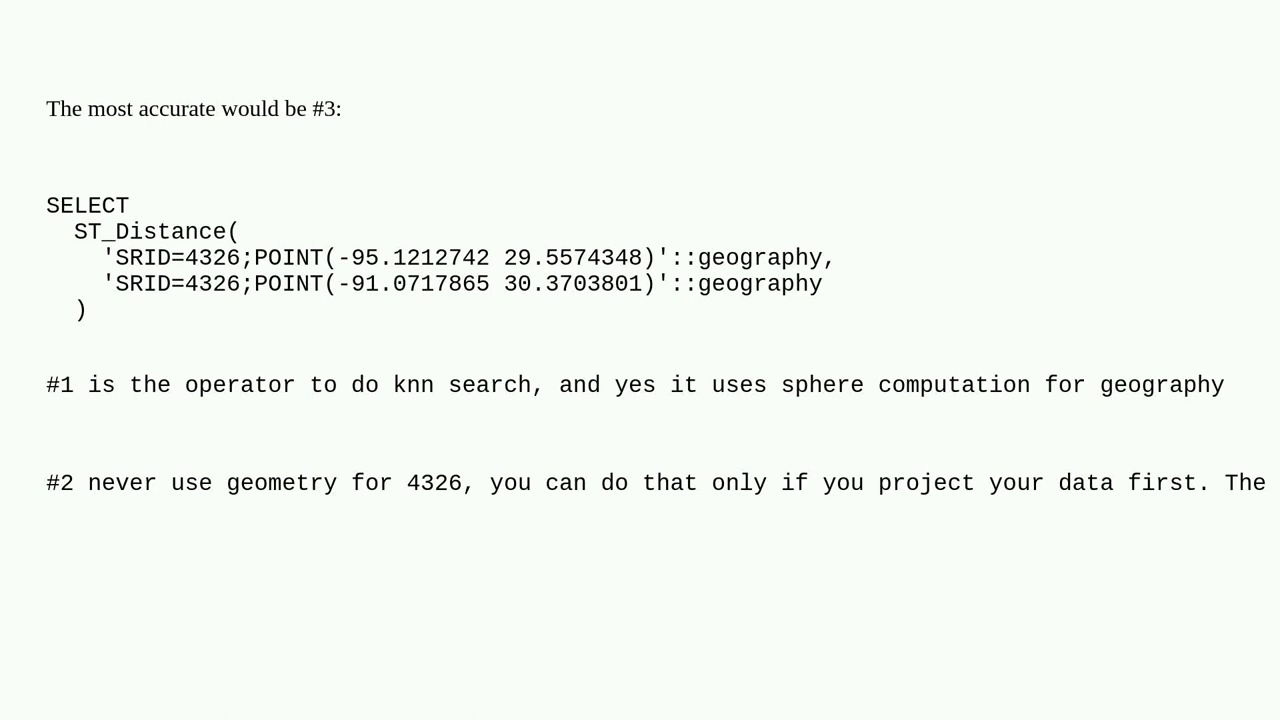 The most accurate would be #3:
SELECT
  ST_Distance(
    'SRID=4326;POINT(-95.1212742 29.5574348)'::geography,
    'SRID=4326;POINT(-91.0717865 30.3703801)'::geography
  )
#1 is the operator to do knn search, and yes it uses sphere computation for geography
#2 never use geometry for 4326, you can do that only if you project your data first. The